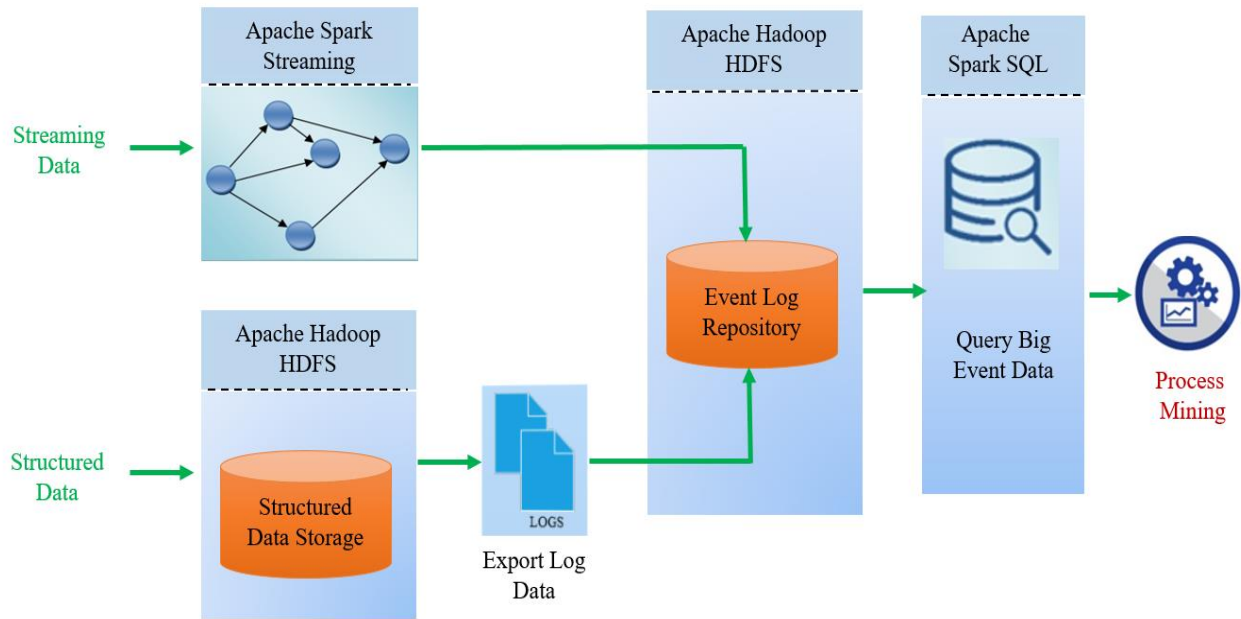 Apache Spark
Streaming
Streaming
Data
Apache Hadoop
HDFS
Structured
Data
Structured
Data Storage
LOGS
Export Log
Data
Apache Hadoop
HDFS
Event Log
Repository
Apache
Spark SQL
Query Big
Event Data
Process
Mining